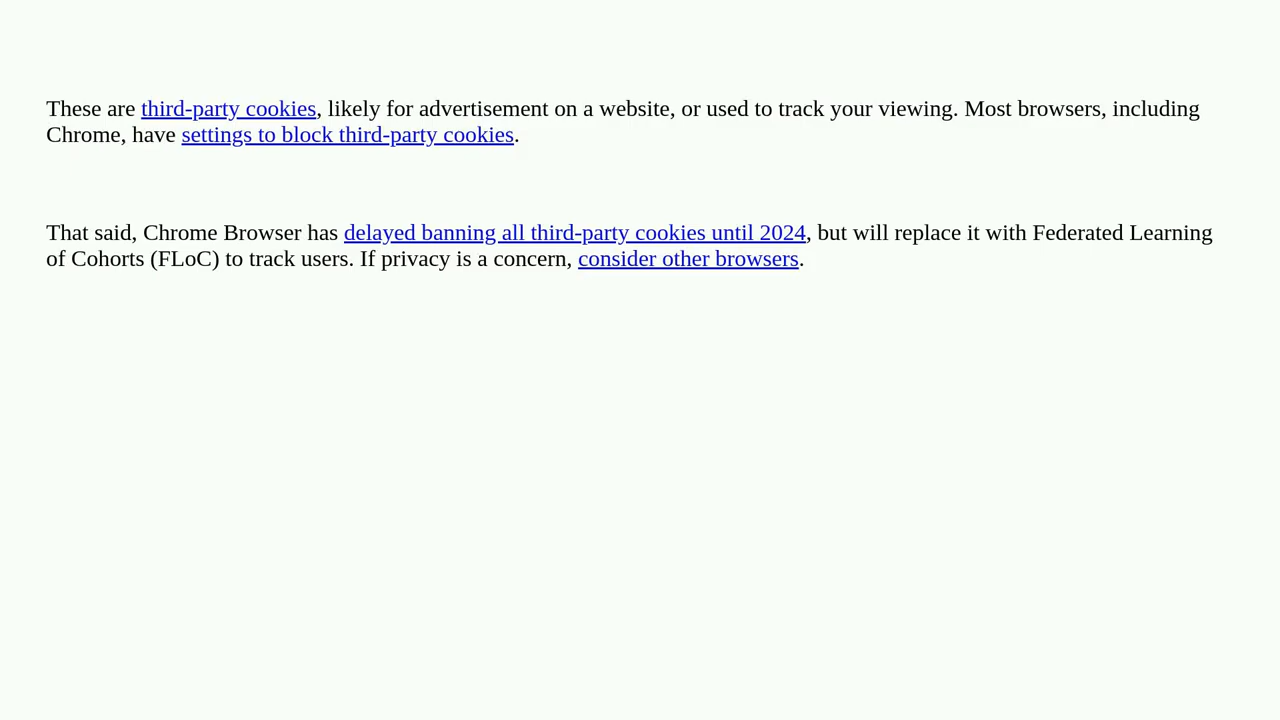 These are third-party cookies, likely for advertisement on a website, or used to track your viewing. Most browsers, including
Chrome, have settings to block third-party cookies.
That said, Chrome Browser has delayed banning all third-party cookies until 2024, but will replace it with Federated Learning
of Cohorts (FLoC) to track users. If privacy is a concern, consider other browsers.